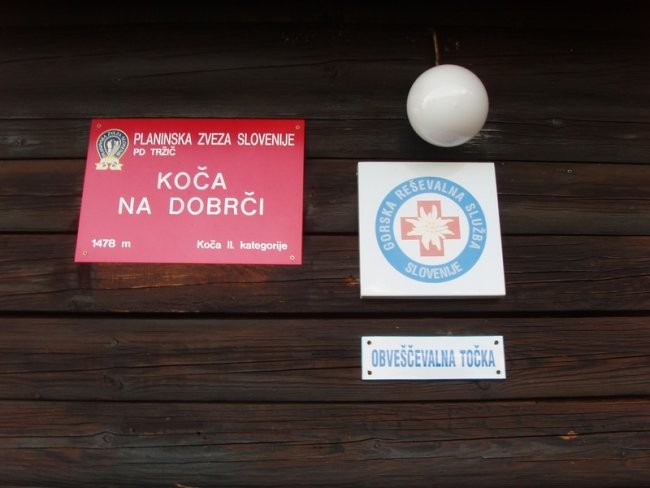 PLANINSKA ZVEZA SLOVENIJE
PD TRŽIČ
KOČA
NA DOBRČI
1478 m Koča II. kategorije
GORSKA REŠEVALNA SLUŽBA
SLOVENIJE
OBVEŠČEVALNA TOČKA